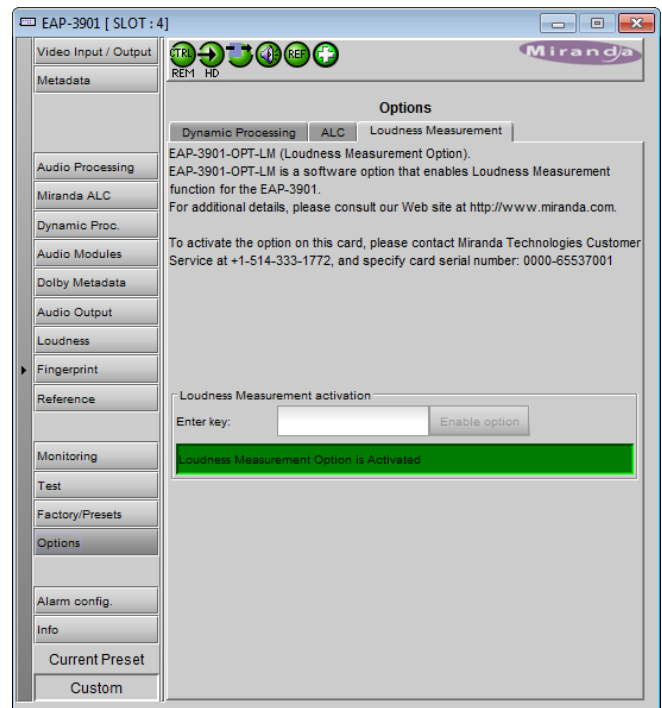 EAP-3901 [ SLOT : 4]
Video Input / Output
Metadata
Audio Processing
Miranda ALC
Dynamic Proc.
Audio Modules
Dolby Metadata
Audio Output
Loudness
Fingerprint
Reference
Monitoring
Test
Factory/Presets
Options
Alarm config.
Info
Current Preset
Custom
CTRL
REF
REM HD
Miranda
Options
Dynamic Processing ALC Loudness Measurement
EAP-3901-OPT-LM (Loudness Measurement Option).
EAP-3901-OPT-LM is a software option that enables Loudness Measurement
function for the EAP-3901.
For additional details, please consult our Web site at http://www.miranda.com.
To activate the option on this card, please contact Miranda Technologies Customer
Service at +1-514-333-1772, and specify card serial number: 0000-65537001
Loudness Measurement activation
Enter key: Enable option
Loudness Measurement Option is Activated